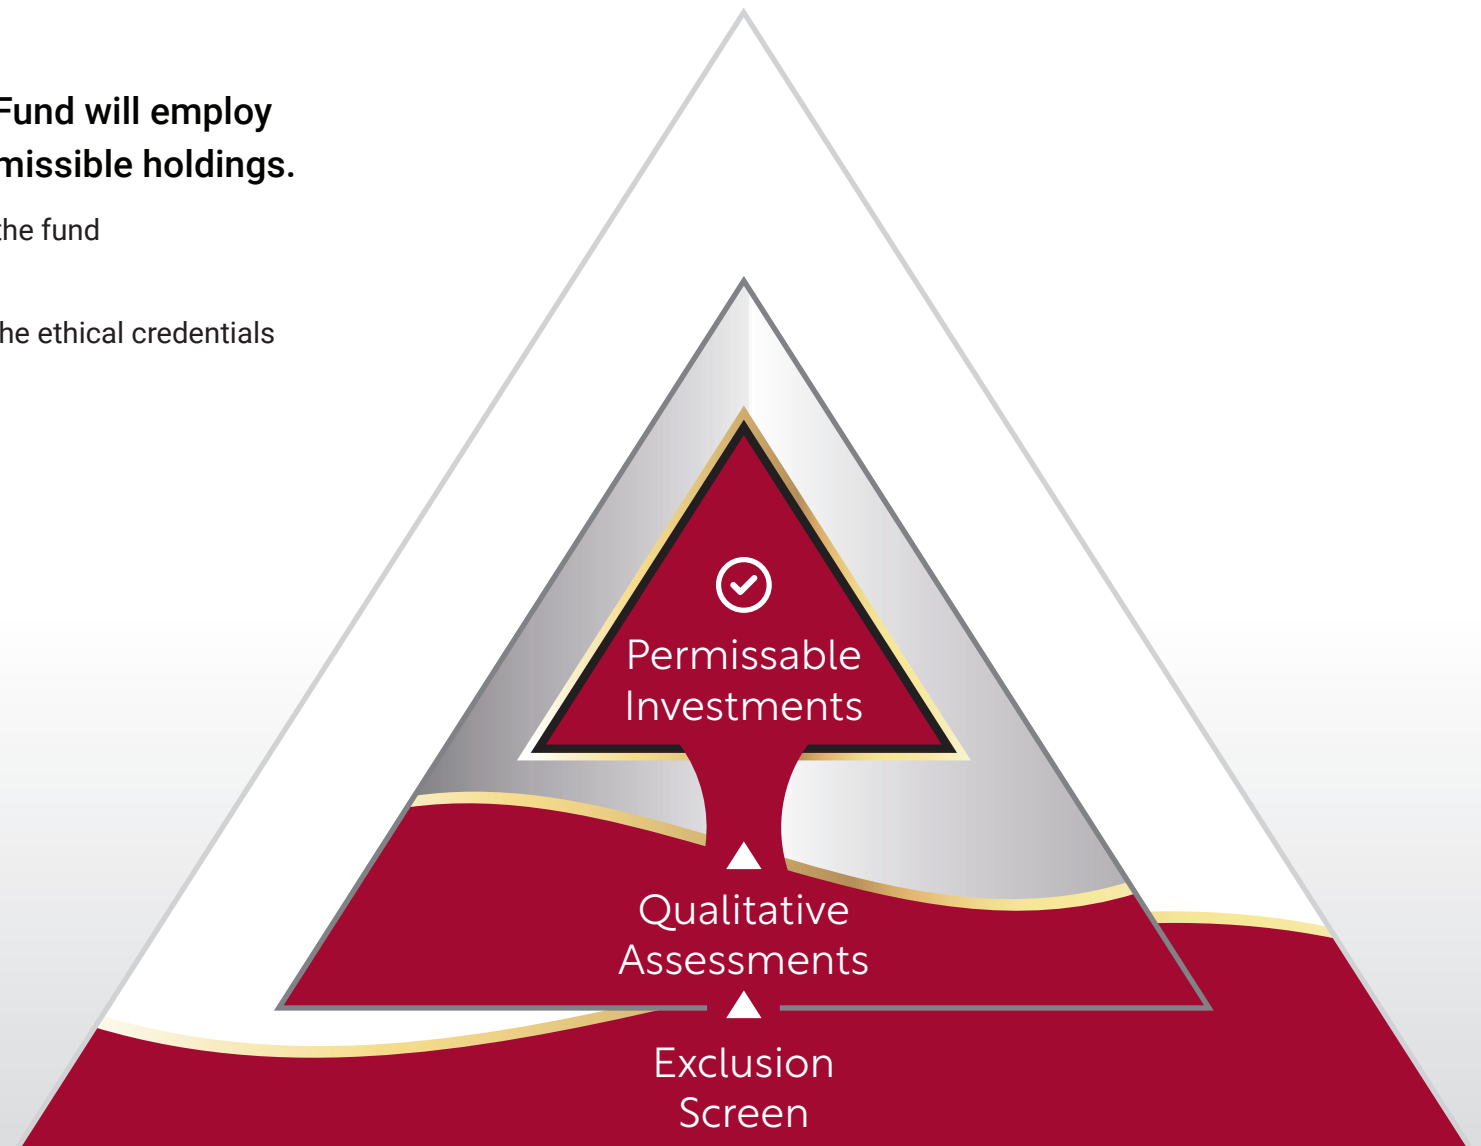 Fund will employ
missible holdings.
the fund
he ethical credentials
Permissable
Investments
Qualitative
Assessments
Exclusion
Screen